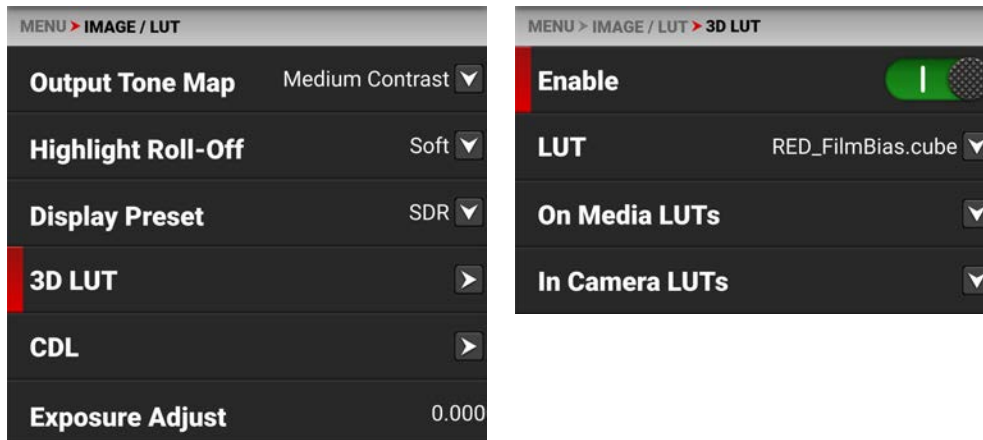 MENU > IMAGE / LUT
Output Tone Map Medium Contrast
Highlight Roll-Off Soft
Display Preset SDR
3D LUT
CDL
Exposure Adjust 0.000
MENU > IMAGE / LUT > 3D LUT
Enable
LUT RED_FilmBias.cube
On Media LUTs
In Camera LUTs